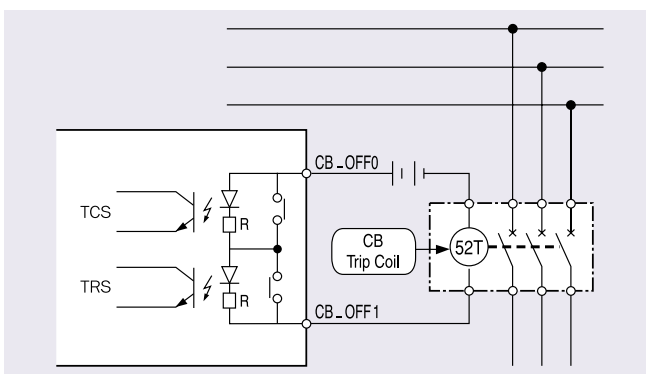 CB_OFF0
TCS
R
CB
Trip Coil
52T
TRS
R
CB_OFF1